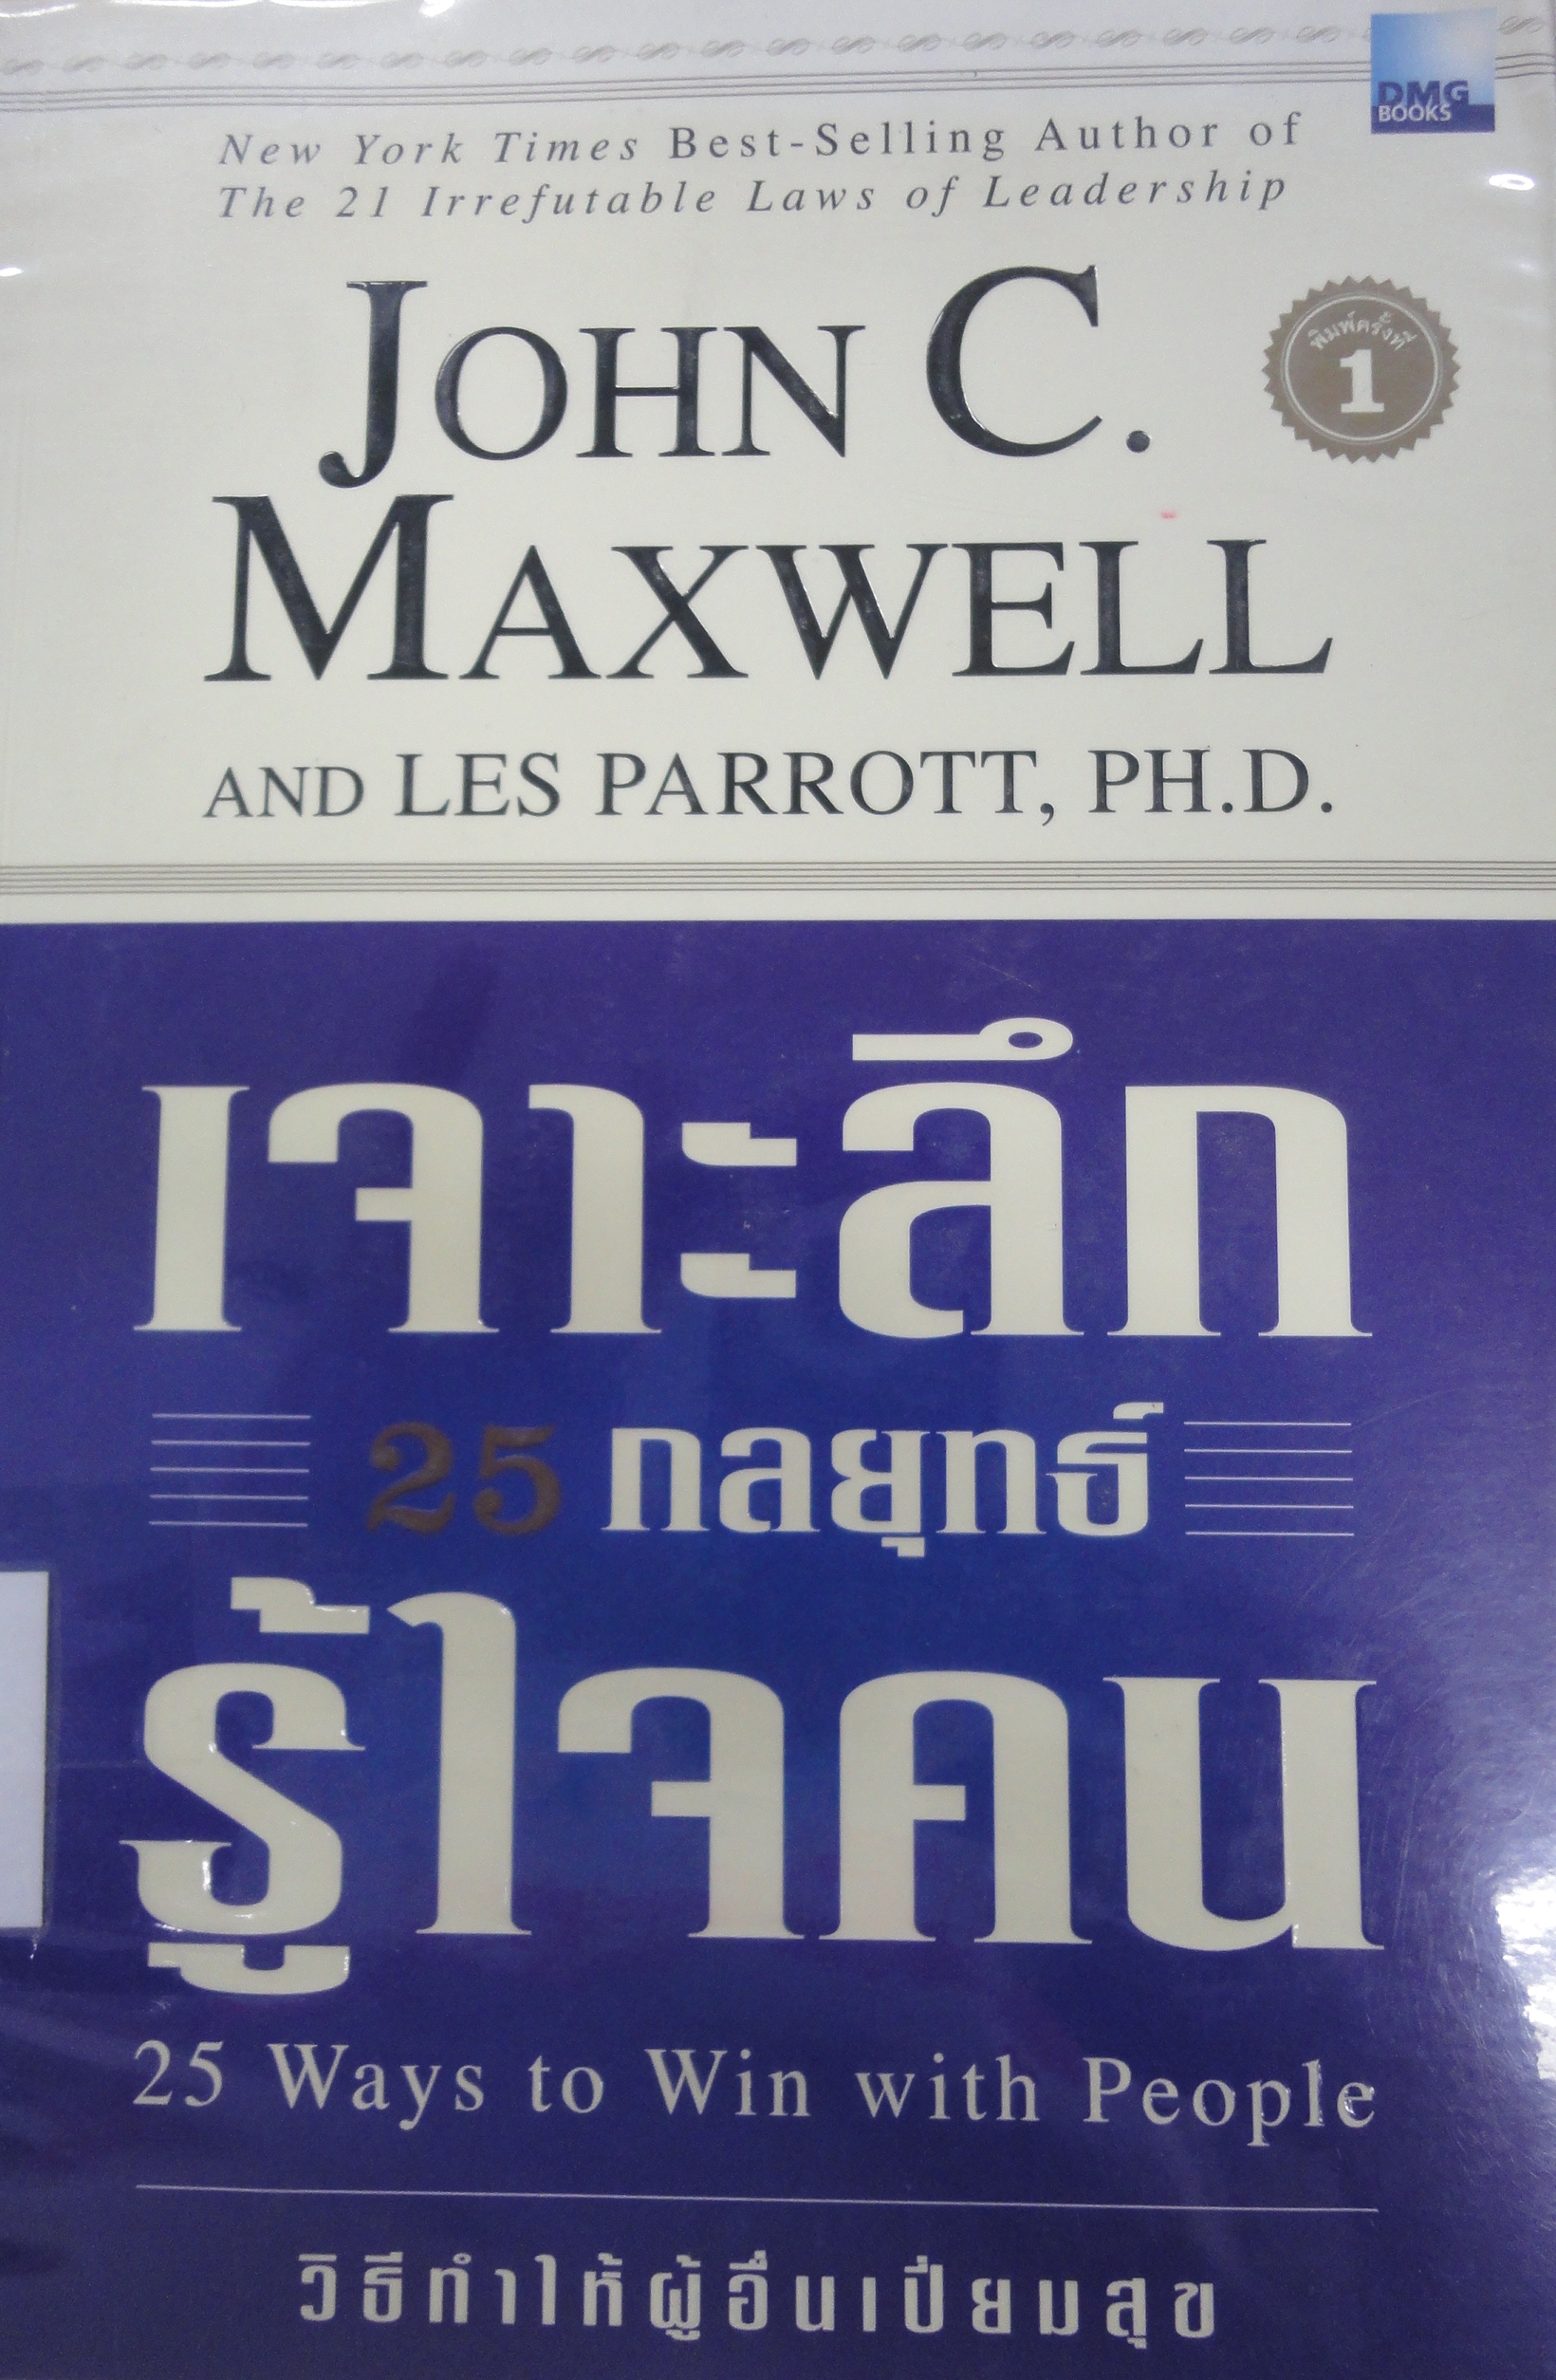 DMG
BOOKS
New York Times Best-Selling Author of
The 21 Irrefutable Laws of Leadership
JOHN C.
MAXWELL
พิมพ์ครั้งที่
1
AND LES PARROTT, PH.D.
เจาะลึก
25 กลยุทธ์
รู้ใจคน
25 Ways to Win with People
วิธีทำให้ผู้อื่นเปี่ยมสุข